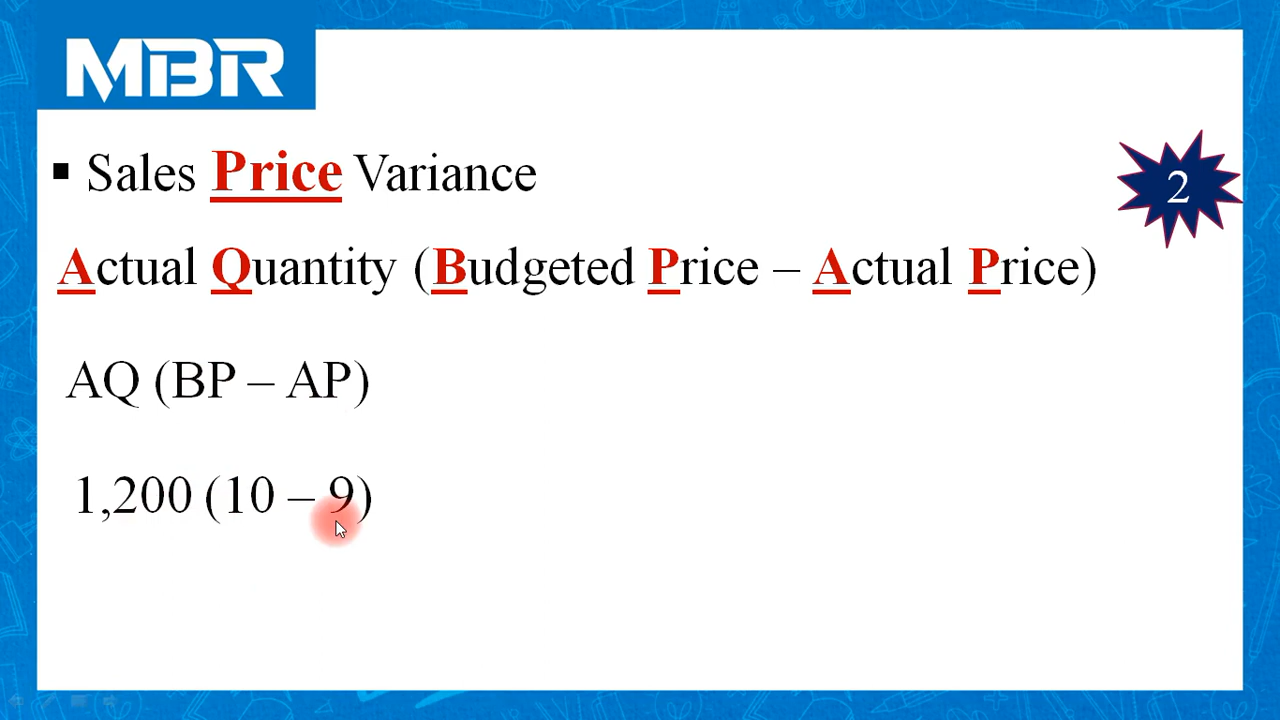 MBR
▪ Sales Price Variance
2
Actual Quantity (Budgeted Price – Actual Price)
AQ (BP – AP)
1,200 (10 – 9)